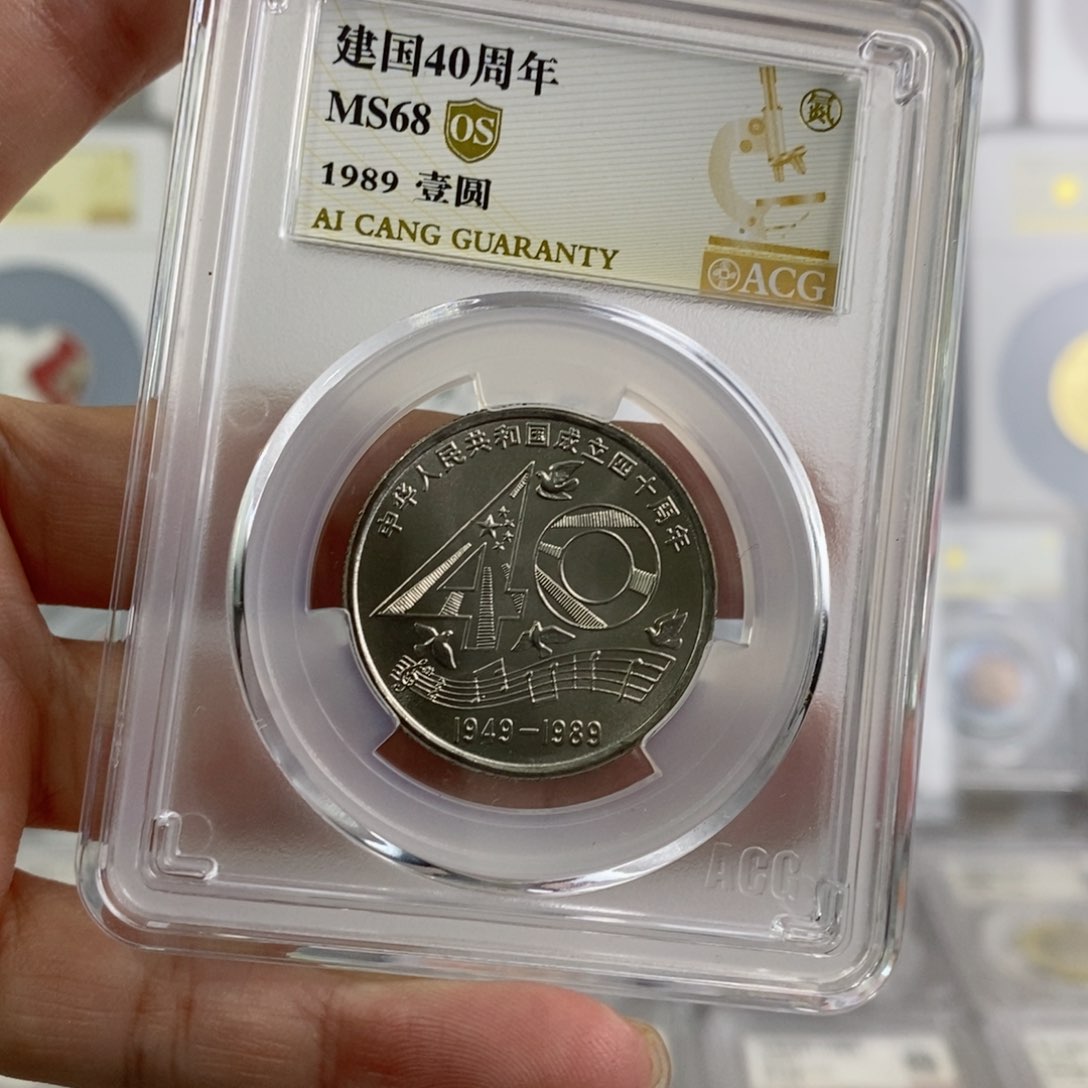 建国40周年
MS68 OS
氮
1989 壹圆
AI CANG GUARANTY
ACG
中华人民共和国成立四十周年
40
1949-1989
ACG